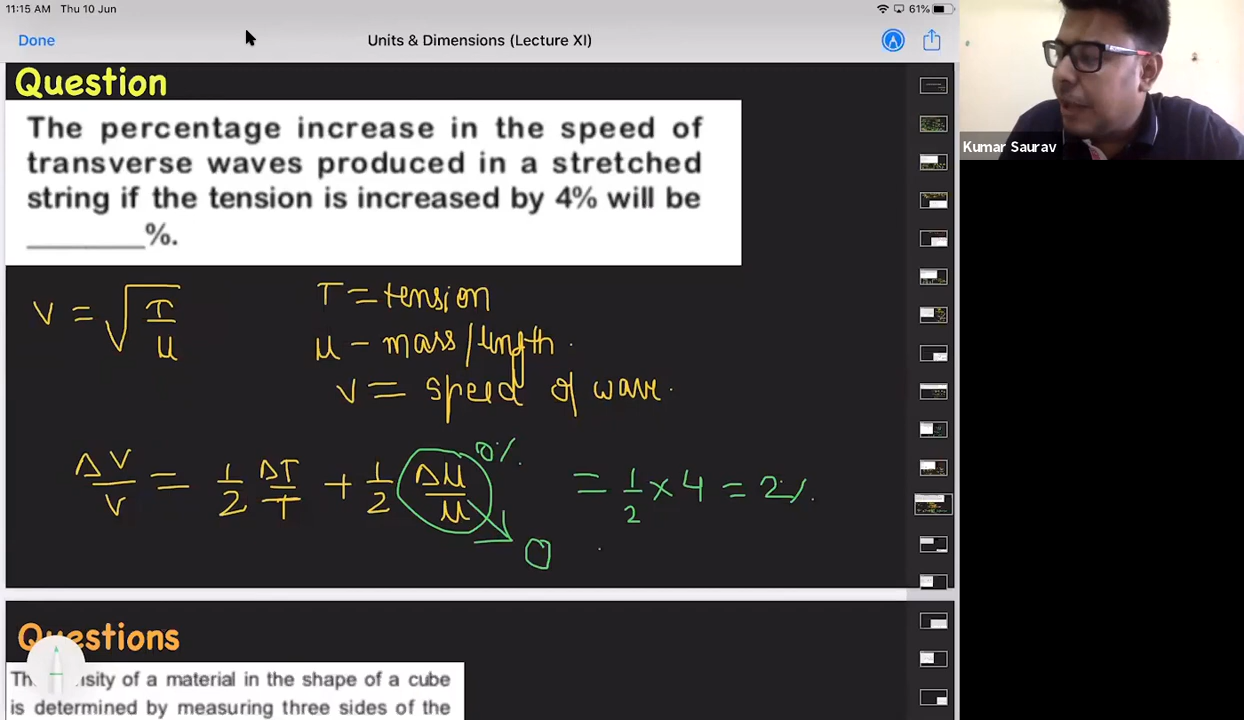 11:15 AM Thu 10 Jun
61%
Done
Units & Dimensions (Lecture XI)
Question
The percentage increase in the speed of
transverse waves produced in a stretched
string if the tension is increased by 4% will be
________%.
V = √(T/μ)
T = tension
μ - mass/length.
V = speed of wave.
ΔV/V = 1/2 ΔT/T + 1/2 Δμ/μ 0% = 1/2 × 4 = 2%.
0
Questions
sity of a material in the shape of a cube
is determined by measuring three sides of the
Kumar Saurav